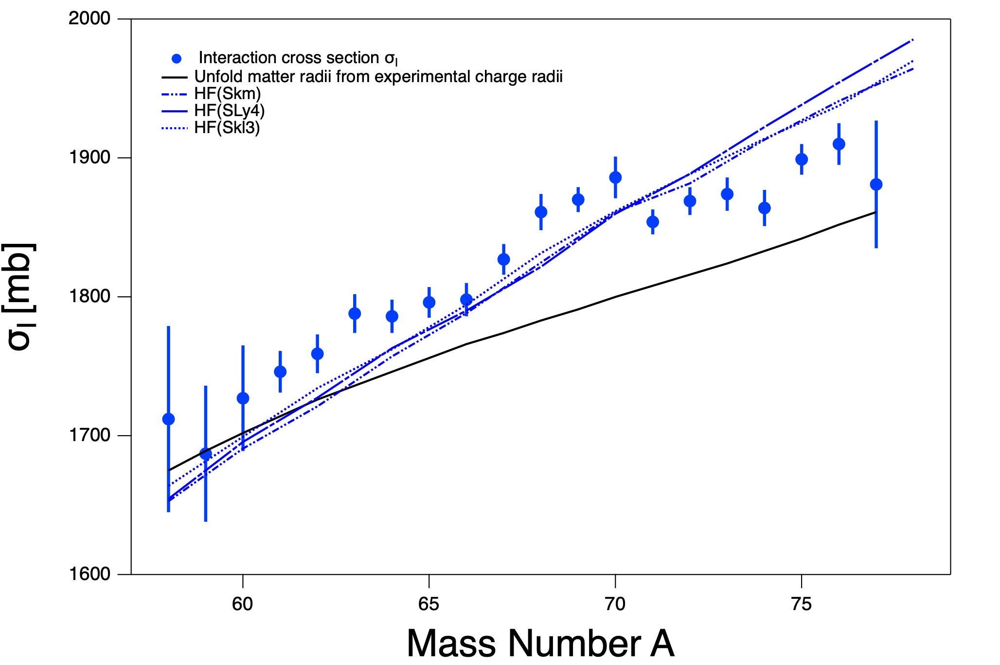 2000
1900
1800
1700
1600
σI [mb]
Interaction cross section σI
Unfold matter radii from experimental charge radii
HF(Skm)
HF(SLy4)
HF(SkI3)
60 65 70 75
Mass Number A